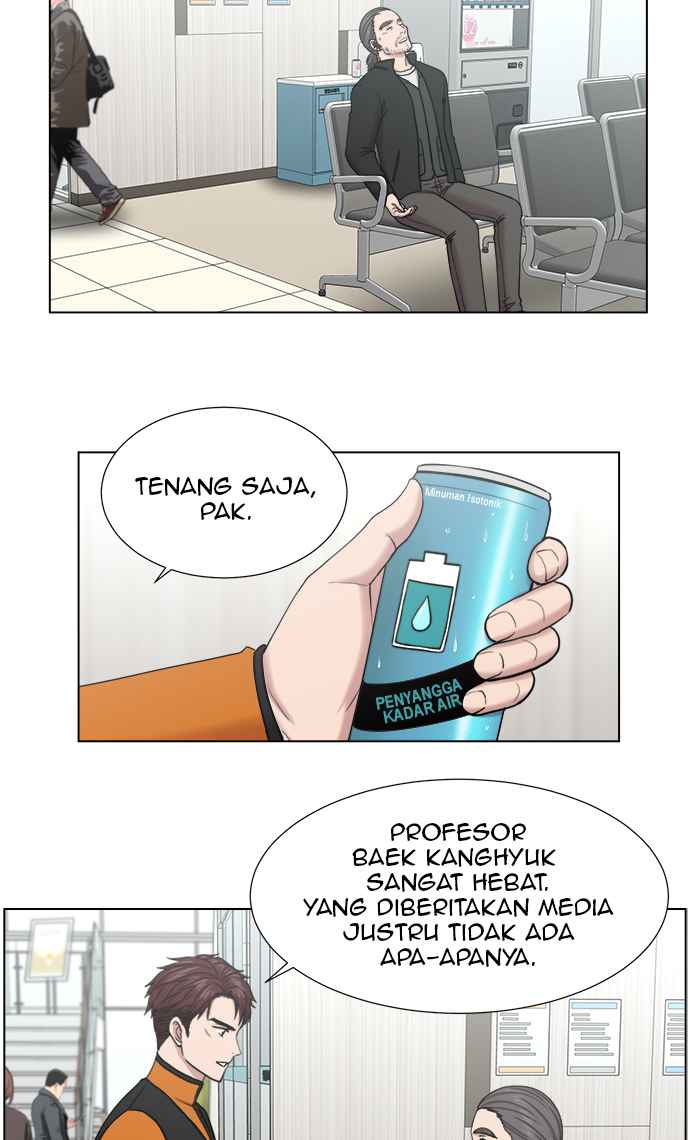 TENANG SAJA,
PAK.
Minuman Isotonik
PENYANGGA
KADAR AIR
PROFESOR
BAEK KANGHYUK
SANGAT HEBAT.
YANG DIBERITAKAN MEDIA
JUSTRU TIDAK ADA
APA-APANYA.